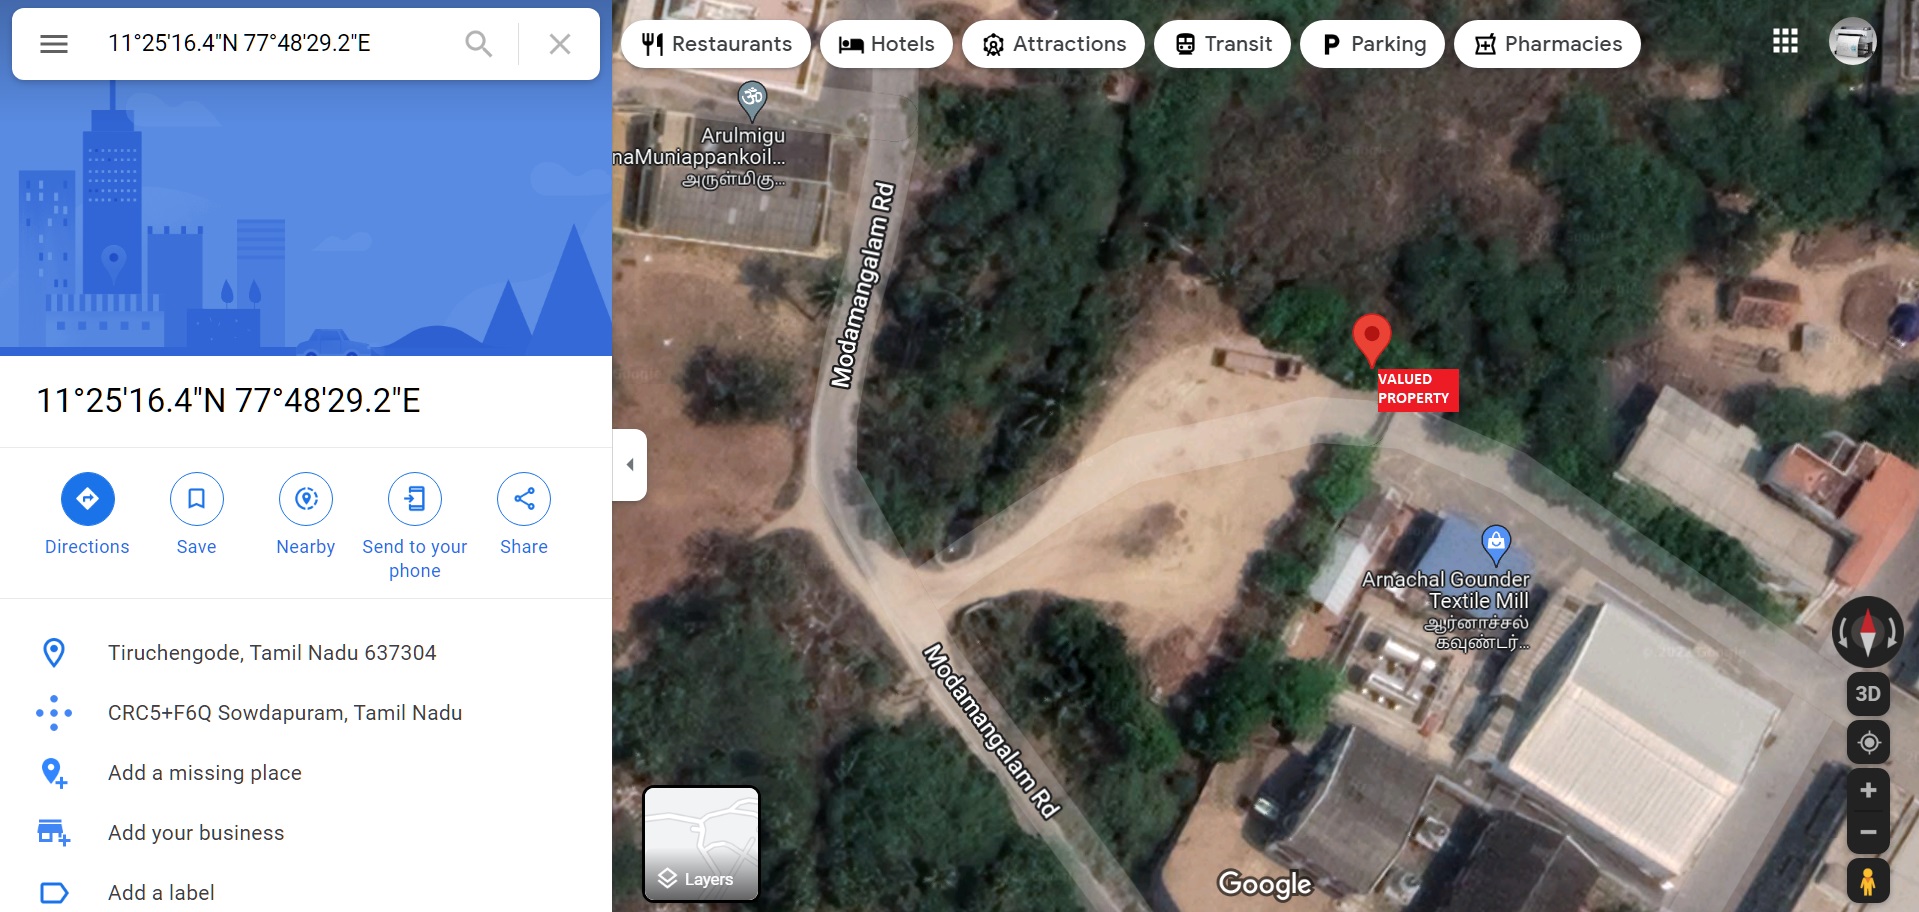 11°25'16.4"N 77°48'29.2"E
Restaurants
Hotels
Attractions
Transit
Parking
Pharmacies
11°25'16.4"N 77°48'29.2"E
Directions
Save
Nearby
Send to your
phone
Share
Tiruchengode, Tamil Nadu 637304
CRC5+F6Q Sowdapuram, Tamil Nadu
Add a missing place
Add your business
Add a label
Arulmigu
naMuniappankoil...
அருள்மிகு...
Modamangalam Rd
VALUED
PROPERTY
Arnachal Gounder
Textile Mill
ஆர்னாச்சல்
கவுண்டர்...
Modamangalam Rd
3D
Layers
Google